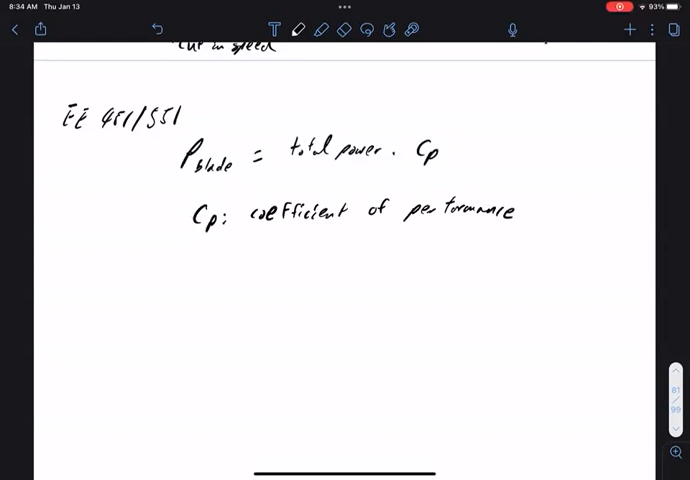 8:34 AM Thu Jan 13
93%
cut in speed
EE 451/551
P blade = total power · Cp
Cp: coefficient of performance
81
/
99